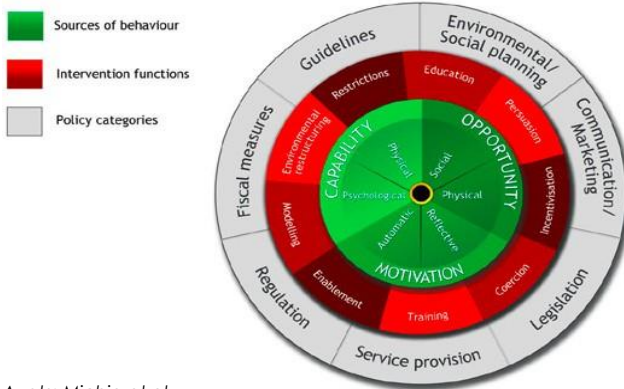 Sources of behaviour
Intervention functions
Policy categories
Guidelines
Environmental/
Social planning
Communication/
Marketing
Legislation
Service provision
Regulation
Fiscal measures
Restrictions
Education
Persuasion
Incentivisation
Coercion
Training
Enablement
Modelling
Environmental
restructuring
CAPABILITY
OPPORTUNITY
MOTIVATION
Physical
Social
Physical
Reflective
Automatic
Psychological